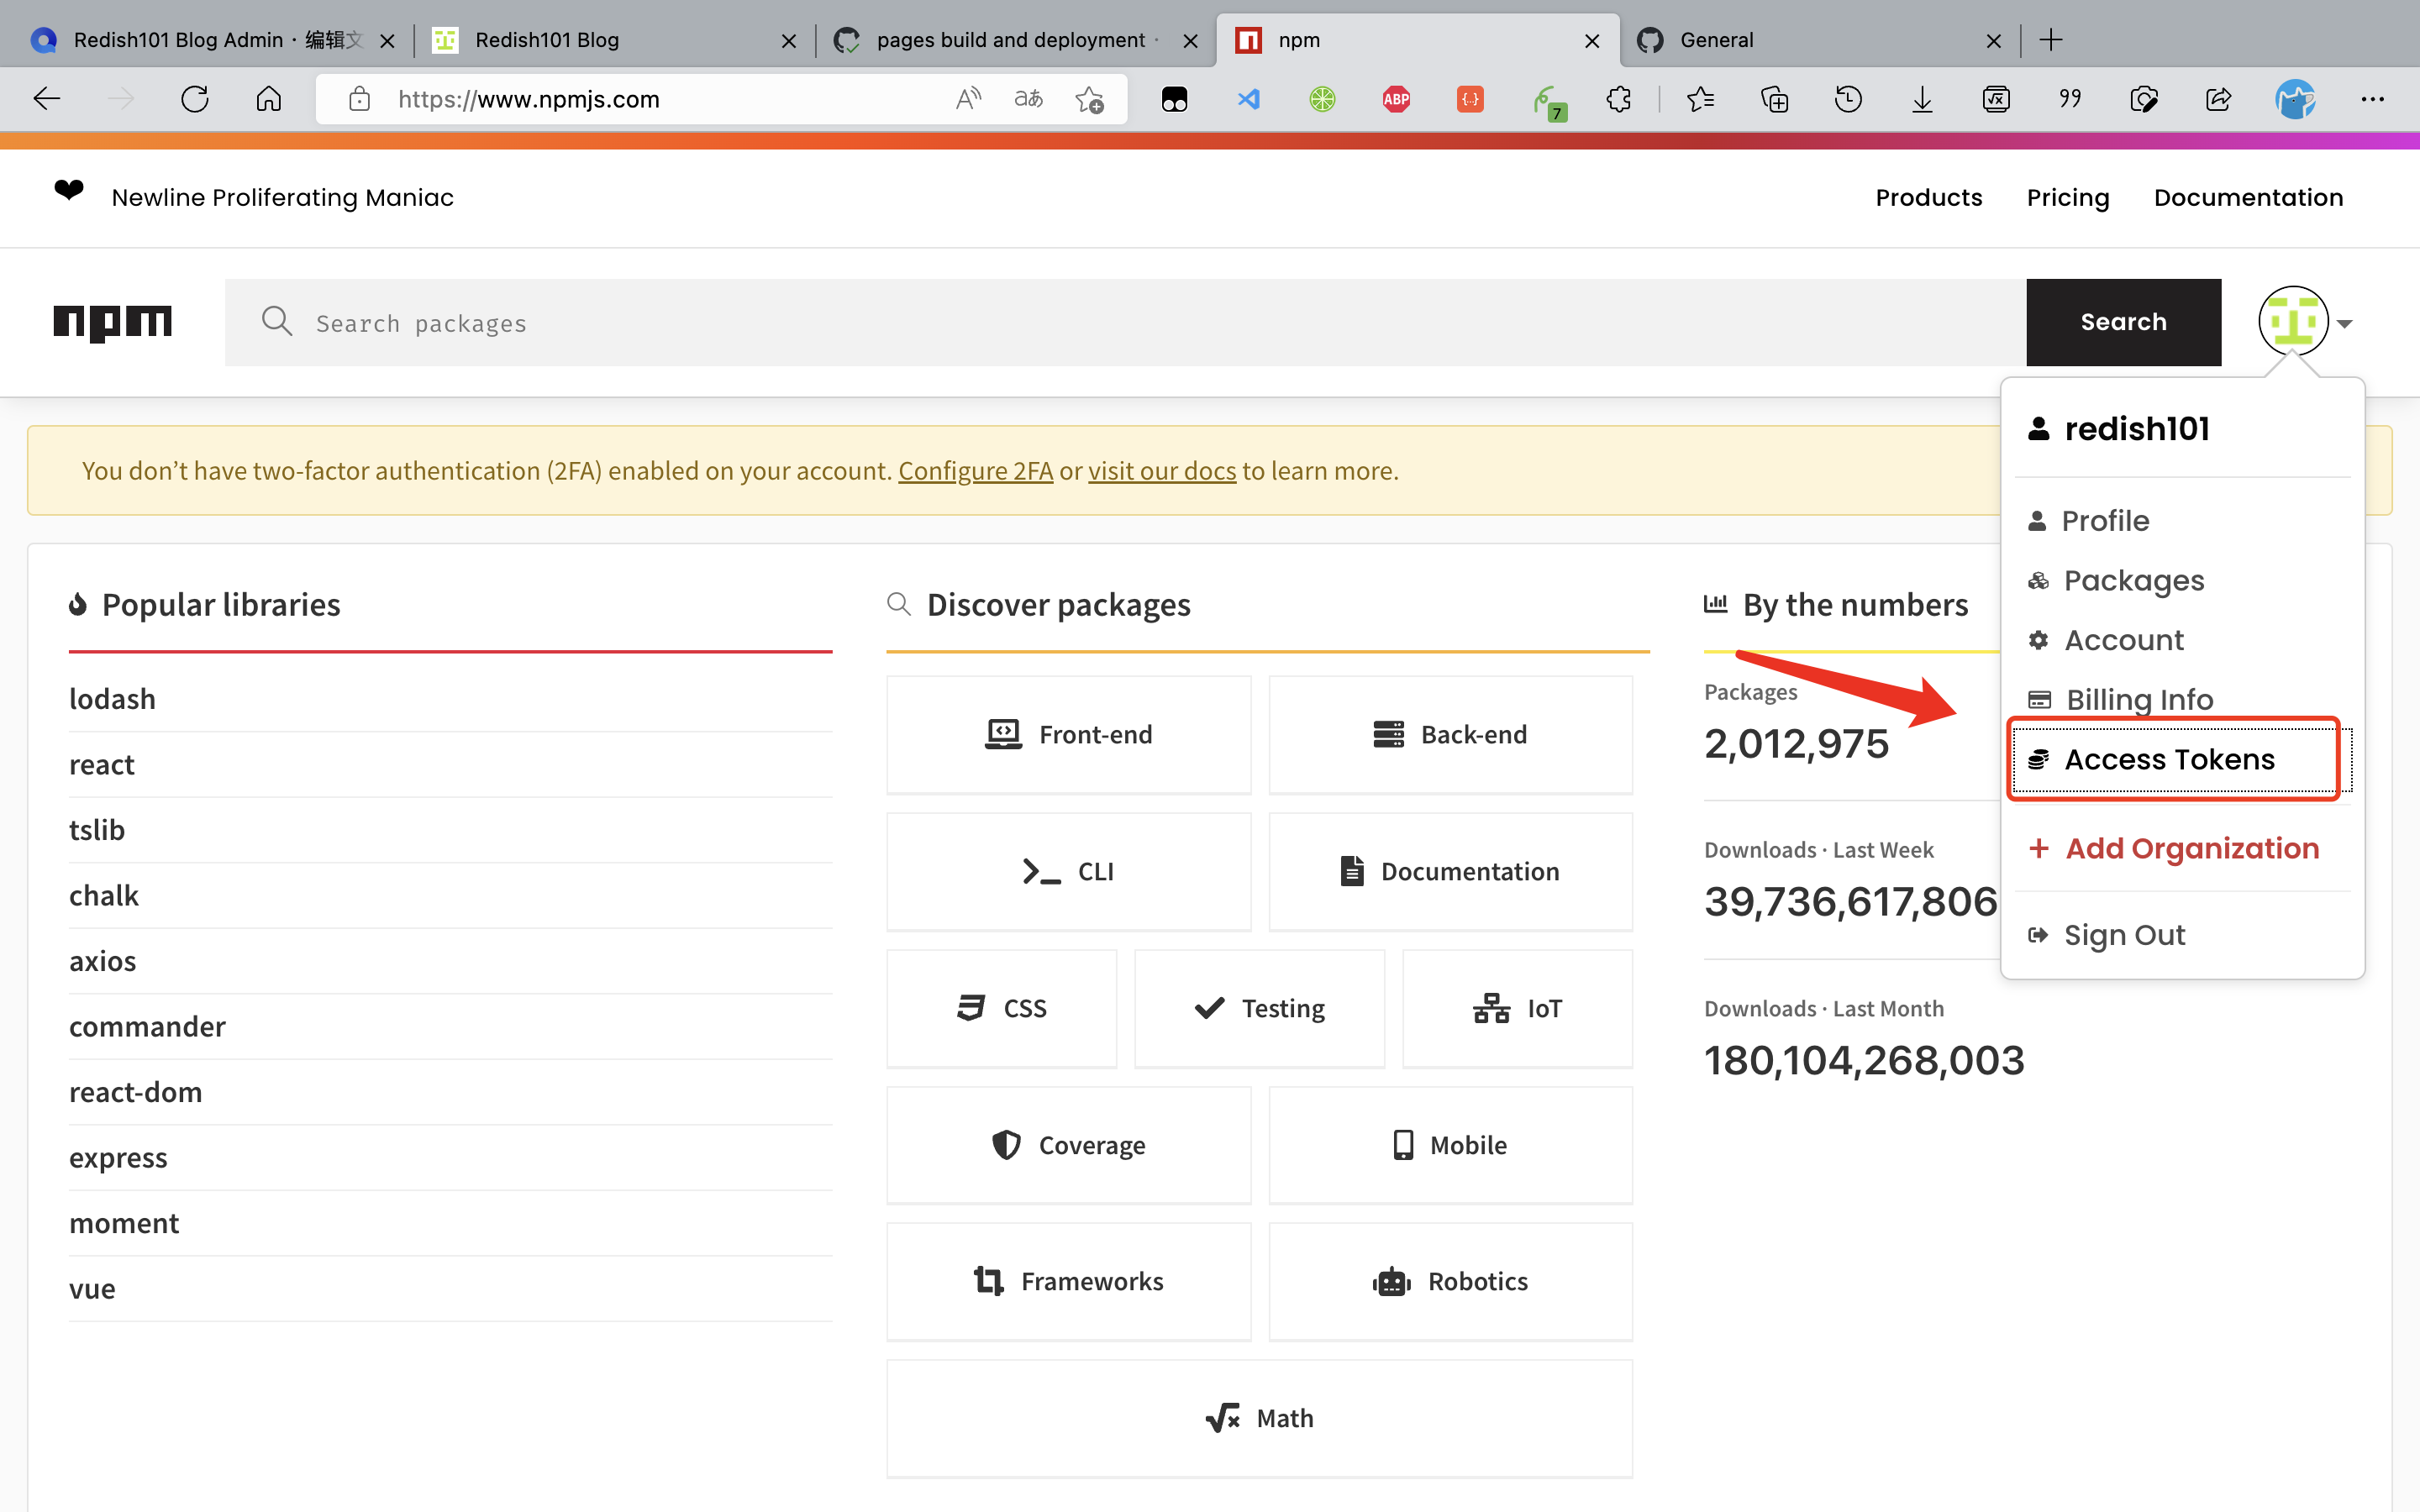 Redish101 Blog Admin · 编辑文
Redish101 Blog
pages build and deployment ·
npm
General
https://www.npmjs.com
aあ
ABP
7
Newline Proliferating Maniac
Products
Pricing
Documentation
npm
Search packages
Search
redish101
Profile
Packages
Account
Billing Info
Access Tokens
+ Add Organization
Sign Out
You don’t have two-factor authentication (2FA) enabled on your account. Configure 2FA or visit our docs to learn more.
Popular libraries
lodash
react
tslib
chalk
axios
commander
react-dom
express
moment
vue
Discover packages
Front-end
Back-end
CLI
Documentation
CSS
Testing
IoT
Coverage
Mobile
Frameworks
Robotics
Math
By the numbers
Packages
2,012,975
Downloads · Last Week
39,736,617,806
Downloads · Last Month
180,104,268,003